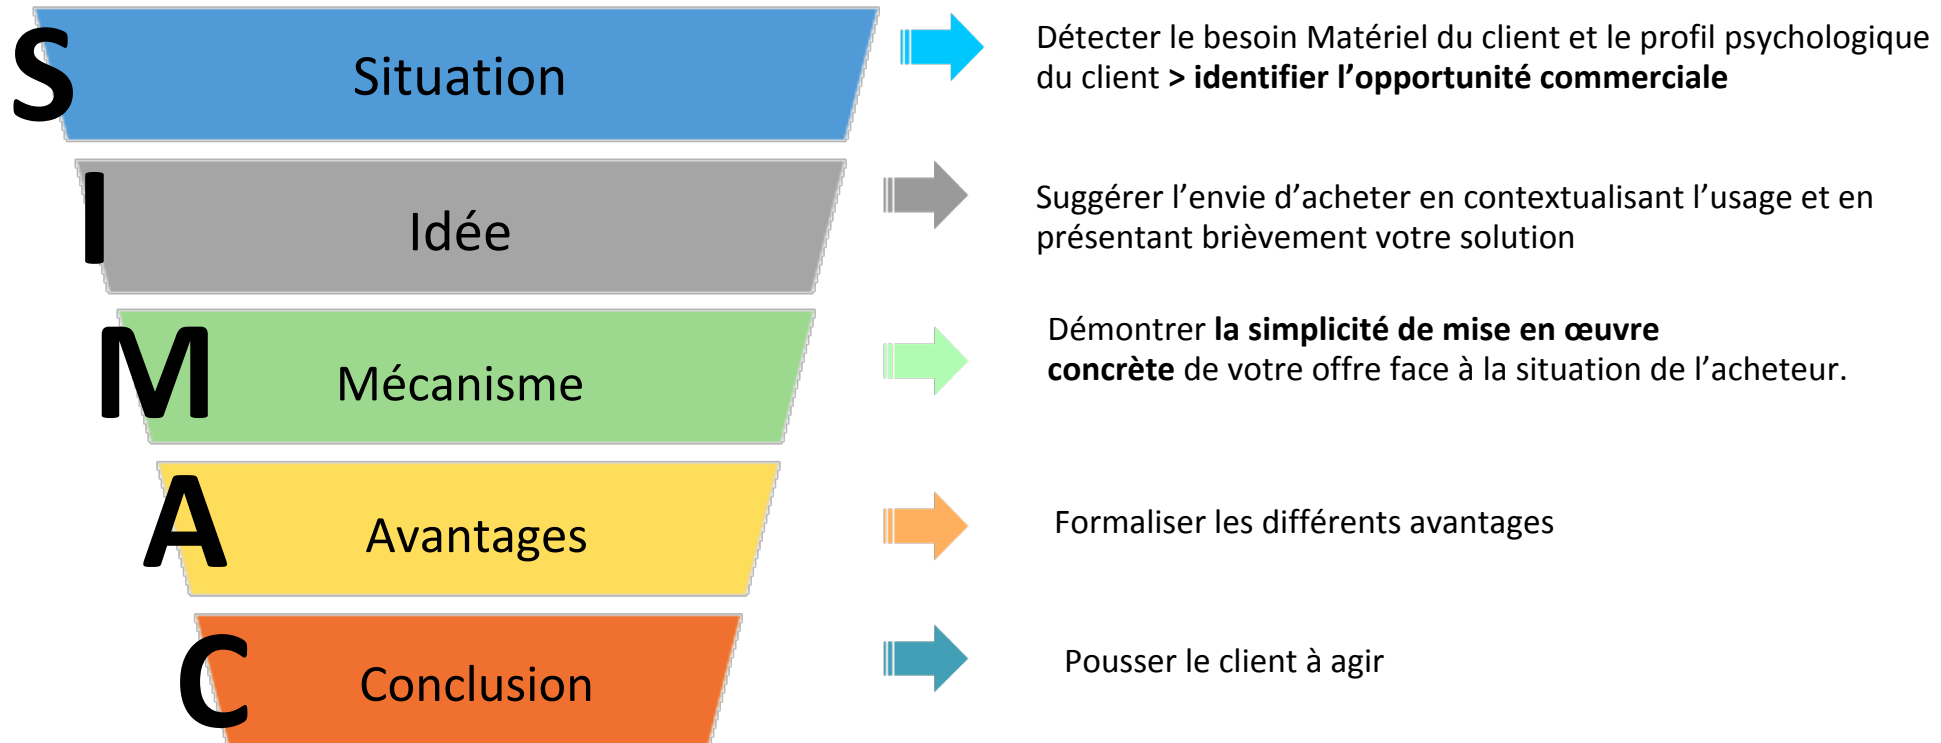 S
Situation
Détecter le besoin Matériel du client et le profil psychologique
du client > identifier l’opportunité commerciale
I
Idée
Suggérer l’envie d’acheter en contextualisant l’usage et en
présentant brièvement votre solution
M
Mécanisme
Démontrer la simplicité de mise en œuvre
concrète de votre offre face à la situation de l’acheteur.
A
Avantages
Formaliser les différents avantages
C
Conclusion
Pousser le client à agir